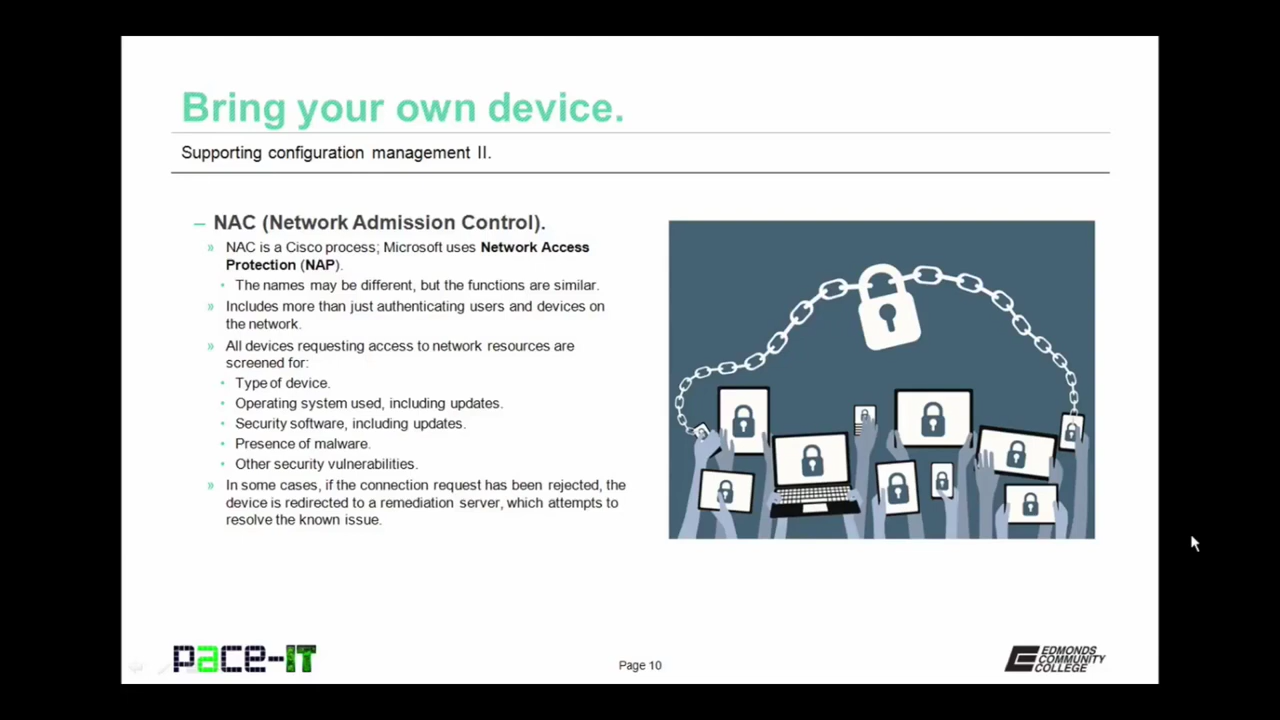 Bring your own device.
Supporting configuration management II.
– NAC (Network Admission Control).
» NAC is a Cisco process; Microsoft uses Network Access
Protection (NAP).
• The names may be different, but the functions are similar.
» Includes more than just authenticating users and devices on
the network.
» All devices requesting access to network resources are
screened for:
• Type of device.
• Operating system used, including updates.
• Security software, including updates.
• Presence of malware.
• Other security vulnerabilities.
» In some cases, if the connection request has been rejected, the
device is redirected to a remediation server, which attempts to
resolve the known issue.
pace-IT
Page 10
EDMONDS
COMMUNITY
COLLEGE